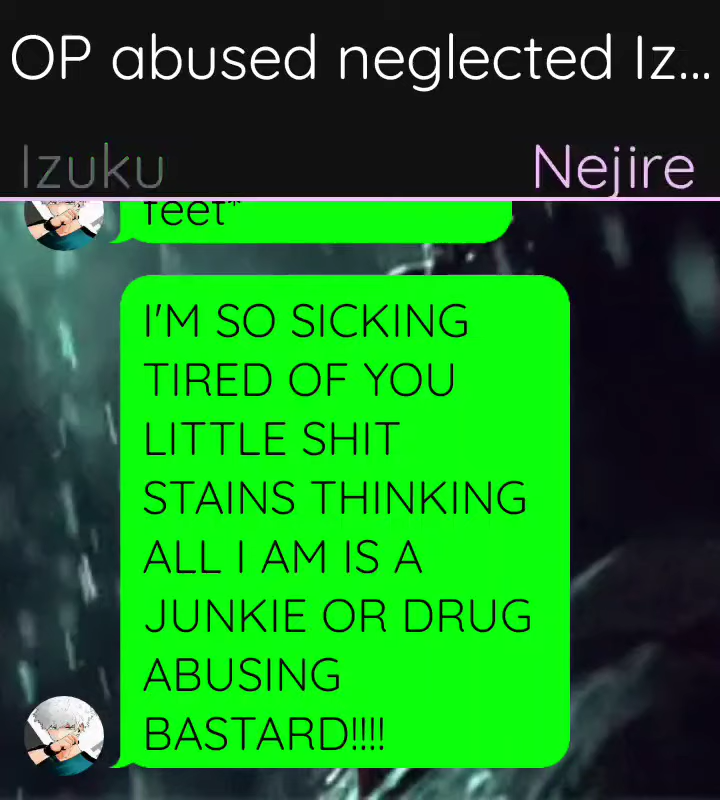 OP abused neglected Iz...
Izuku Nejire
feet*
I'M SO SICKING
TIRED OF YOU
LITTLE SHIT
STAINS THINKING
ALL I AM IS A
JUNKIE OR DRUG
ABUSING
BASTARD!!!!